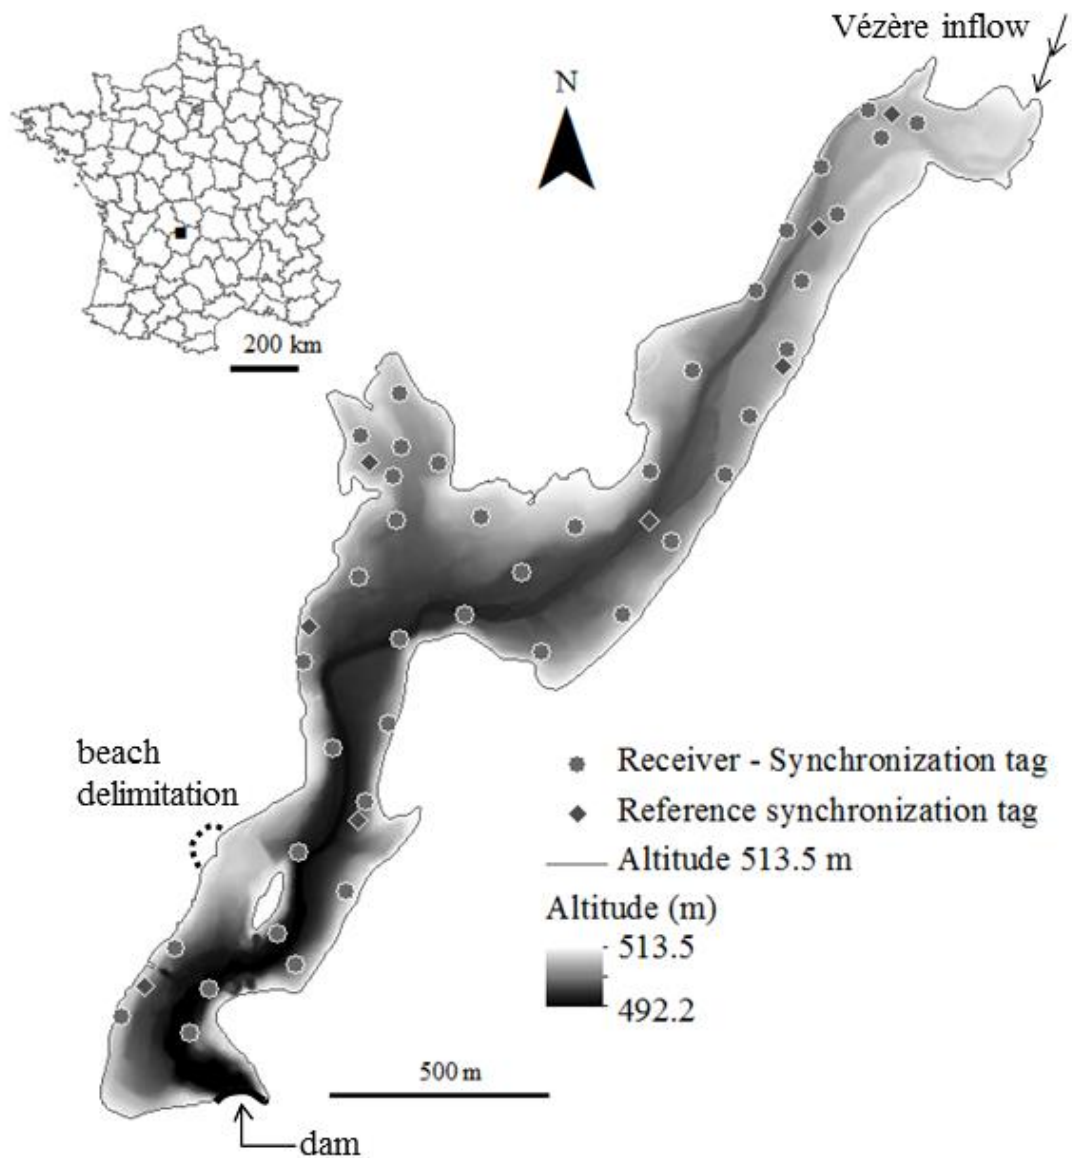 Vézère inflow
N
200 km
beach
delimitation
Receiver - Synchronization tag
Reference synchronization tag
Altitude 513.5 m
Altitude (m)
513.5
492.2
500 m
dam